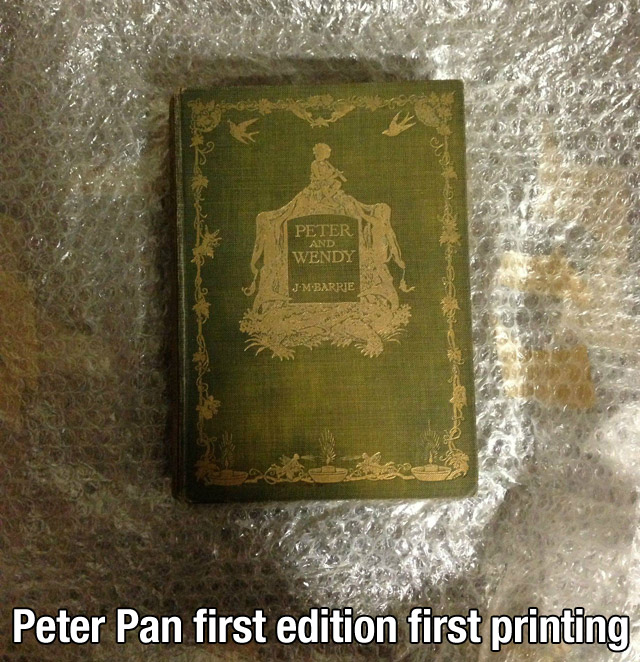 PETER
AND
WENDY
J·M·BARRIE
Peter Pan first edition first printing